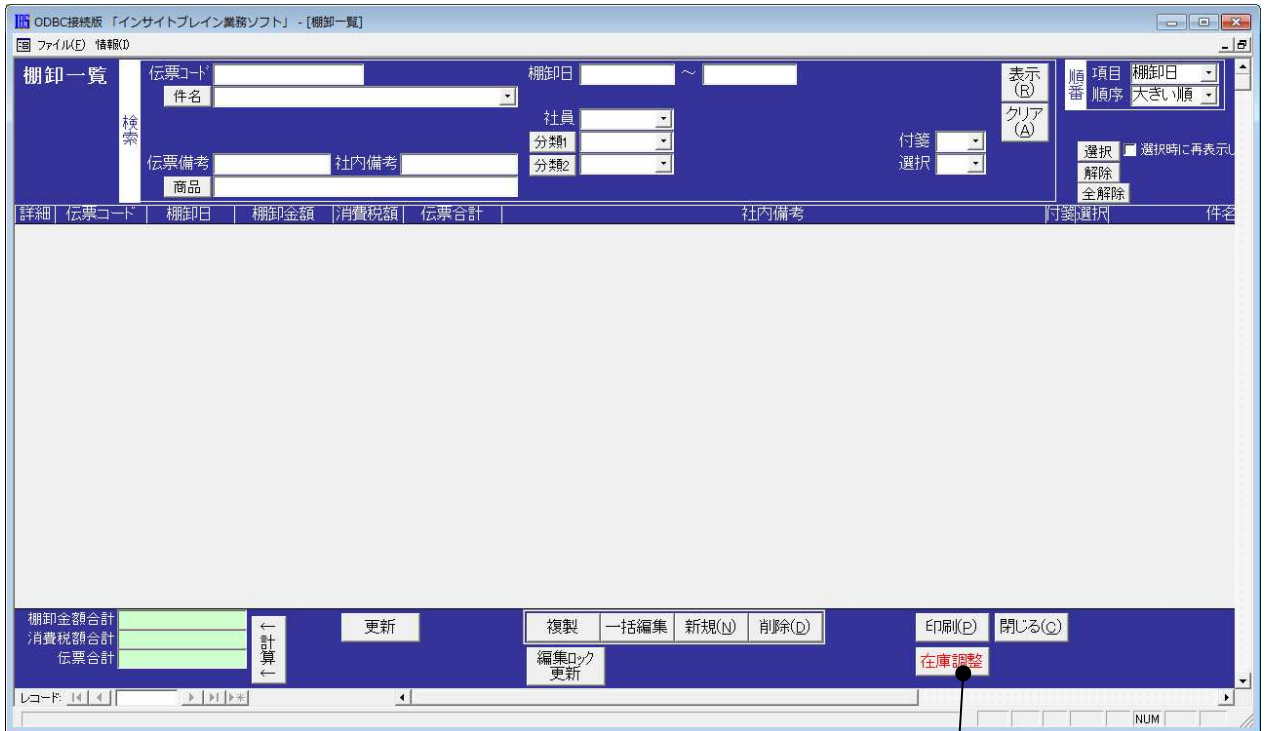 IBS ODBC接続版 「インサイトブレイン業務ソフト」 - [棚卸一覧]
ファイル(F) 情報(I)
棚卸一覧
検索
伝票コード
棚卸日 ～
件名
社員
分類1
分類2
伝票備考 社内備考
商品
付箋
選択
表示(R)
クリア(A)
順番
項目 棚卸日
順序 大きい順
選択 選択時に再表示し
解除
全解除
詳細 伝票コード 棚卸日 棚卸金額 消費税額 伝票合計 社内備考 付箋 選択 件名
棚卸金額合計
消費税額合計
伝票合計
←計算←
更新
複製 一括編集 新規(N) 削除(D)
編集ロック更新
印刷(P) 閉じる(C)
在庫調整
レコード:
NUM